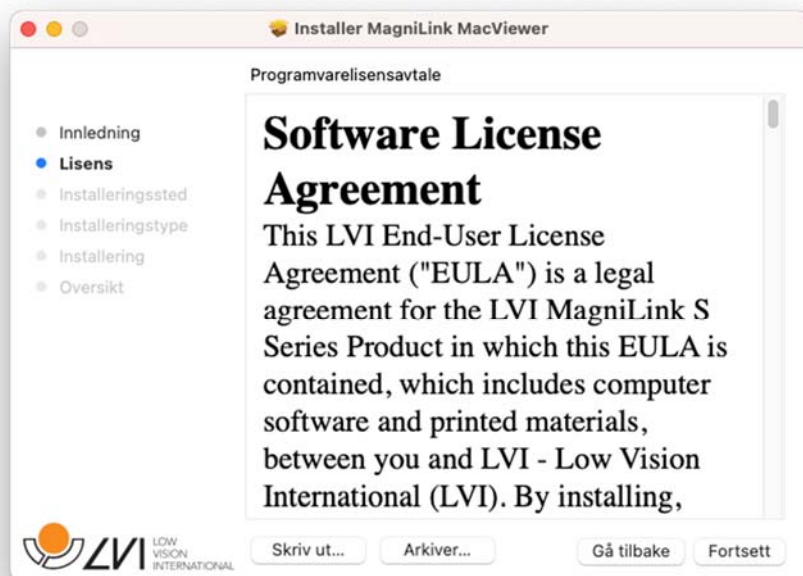 Installer MagniLink MacViewer
Programvarelisensavtale
Innledning
Lisens
Installeringssted
Installeringstype
Installering
Oversikt
Software License
Agreement
This LVI End-User License
Agreement ("EULA") is a legal
agreement for the LVI MagniLink S
Series Product in which this EULA is
contained, which includes computer
software and printed materials,
between you and LVI - Low Vision
International (LVI). By installing,
LVI
LOW
VISION
INTERNATIONAL
Skriv ut...
Arkiver...
Gå tilbake
Fortsett